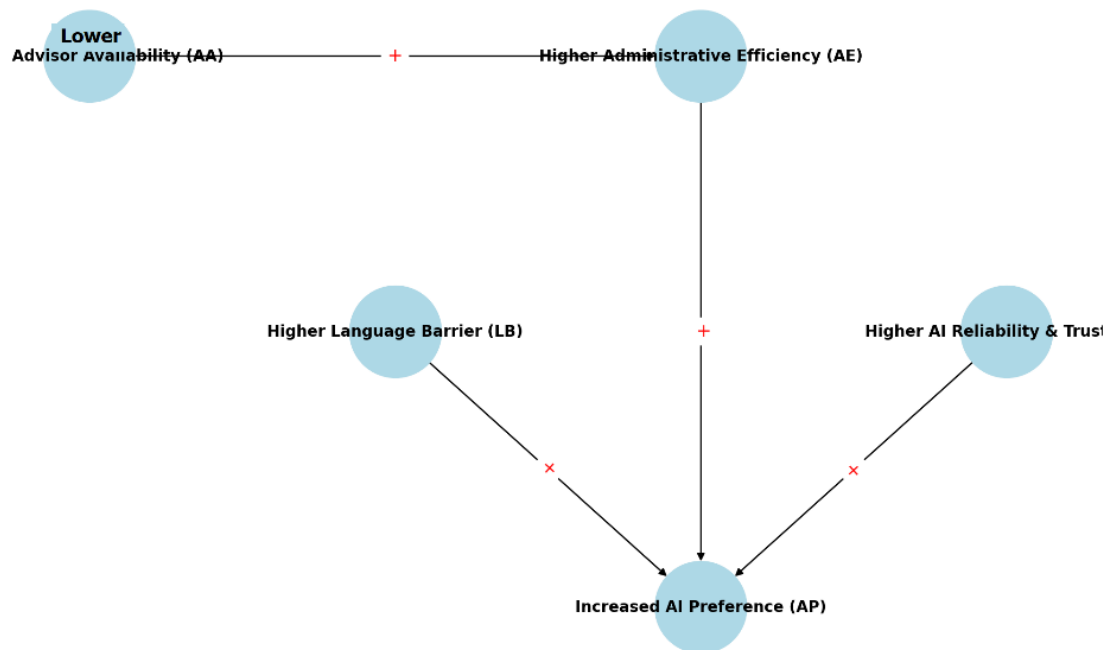 Lower
Advisor Availability (AA)
+
Higher Administrative Efficiency (AE)
+
Higher Language Barrier (LB)
Higher AI Reliability & Trust
+
+
Increased AI Preference (AP)